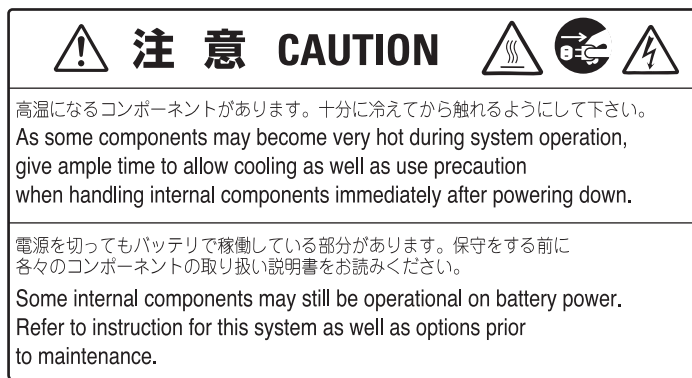 注意 CAUTION
高温になるコンポーネントがあります。十分に冷えてから触れるようにして下さい。
As some components may become very hot during system operation,
give ample time to allow cooling as well as use precaution
when handling internal components immediately after powering down.
電源を切ってもバッテリで稼働している部分があります。保守をする前に
各々のコンポーネントの取り扱い説明書をお読みください。
Some internal components may still be operational on battery power.
Refer to instruction for this system as well as options prior
to maintenance.